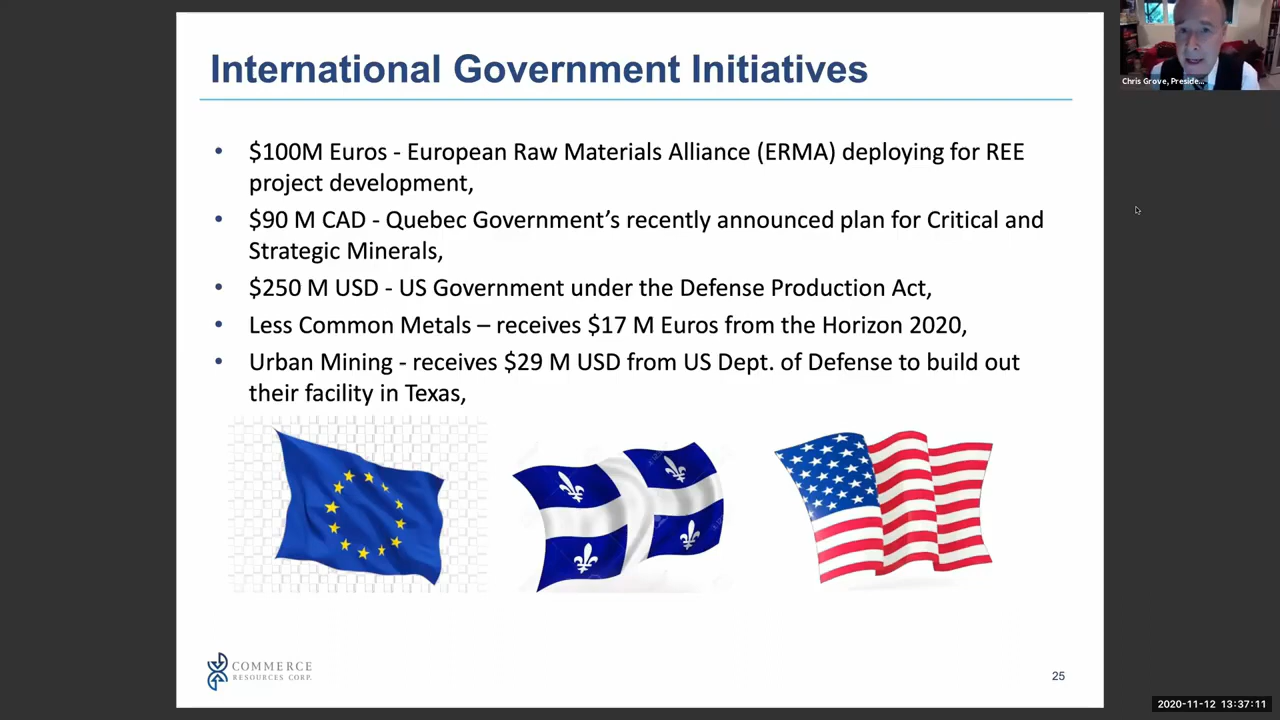 International Government Initiatives
Chris Grove, Preside...
• $100M Euros - European Raw Materials Alliance (ERMA) deploying for REE
project development,
• $90 M CAD - Quebec Government’s recently announced plan for Critical and
Strategic Minerals,
• $250 M USD - US Government under the Defense Production Act,
• Less Common Metals – receives $17 M Euros from the Horizon 2020,
• Urban Mining - receives $29 M USD from US Dept. of Defense to build out
their facility in Texas,
COMMERCE
RESOURCES CORP.
25
2020-11-12 13:37:11